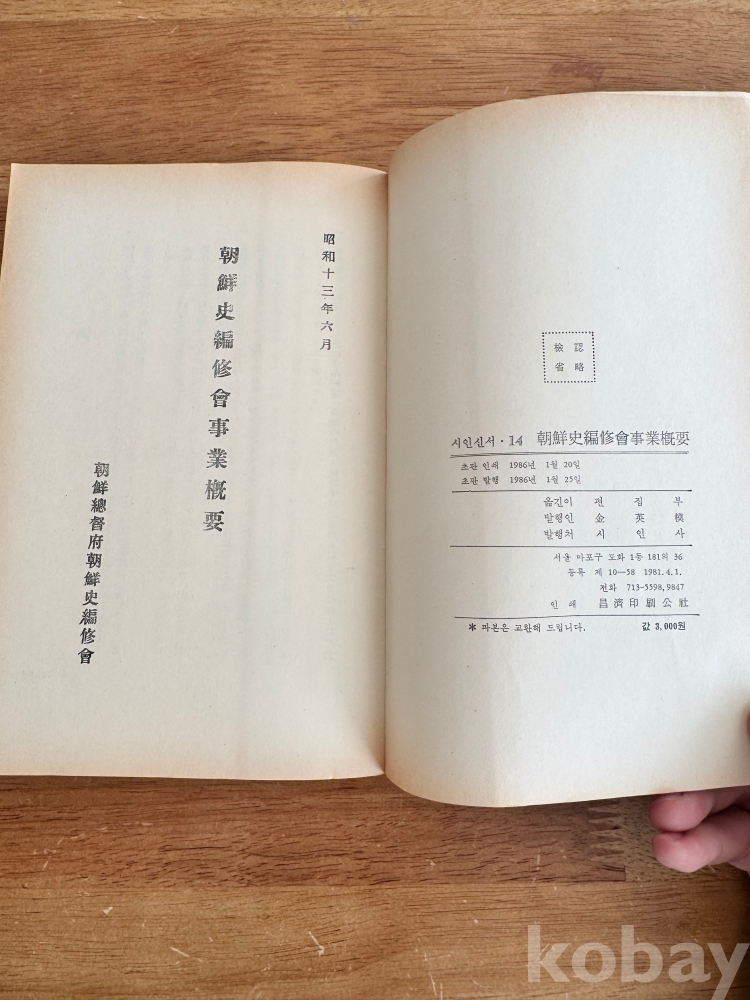 昭和十三年六月
朝鮮史編修會事業槪要
朝鮮總督府朝鮮史編修會
檢認
省略
시인신서·14 朝鮮史編修會事業槪要
초판 인쇄 1986년 1월 20일
초판 발행 1986년 1월 25일
옮긴이 편집부
발행인 金英模
발행처 시인사
서울 마포구 도화 1동 181의 36
등록 제 10—58 1981.4.1.
전화 713-5398,9847
인쇄 昌濟印刷公社
* 파본은 교환해 드립니다. 값 3,000원
kobay